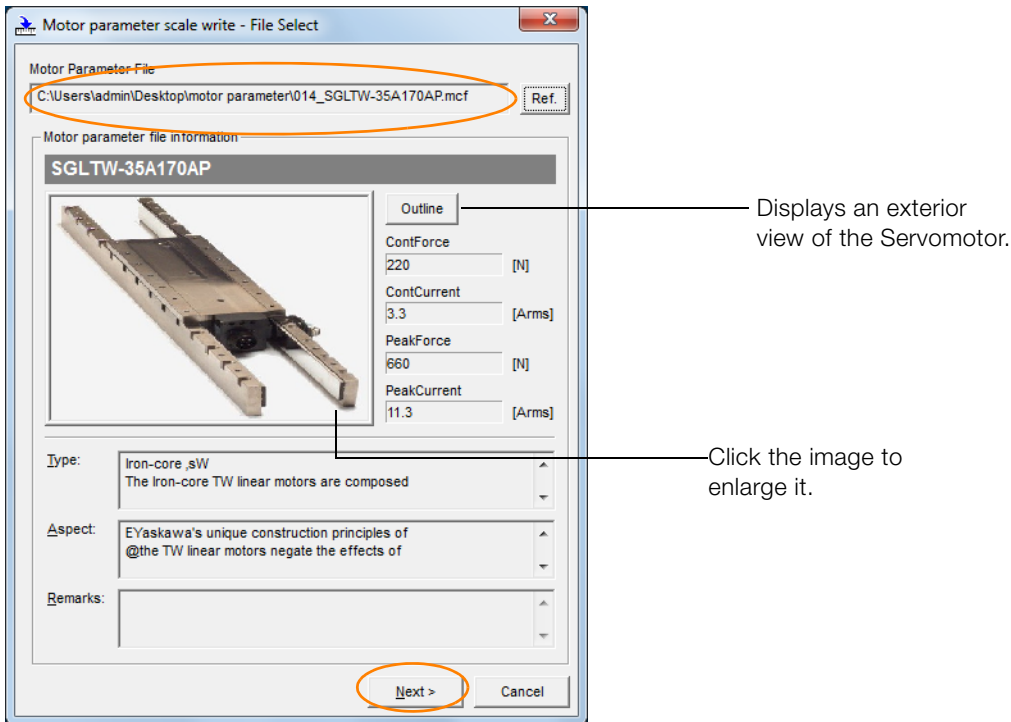 Motor parameter scale write - File Select
Motor Parameter File
C:\Users\admin\Desktop\motor parameter\014_SGLTW-35A170AP.mcf
Ref.
Motor parameter file information
SGLTW-35A170AP
Outline
Displays an exterior
view of the Servomotor.
ContForce
220 [N]
ContCurrent
3.3 [Arms]
PeakForce
660 [N]
PeakCurrent
11.3 [Arms]
Click the image to
enlarge it.
Type:
Iron-core ,sW
The Iron-core TW linear motors are composed
Aspect:
EYaskawa's unique construction principles of
@the TW linear motors negate the effects of
Remarks:
Next >
Cancel